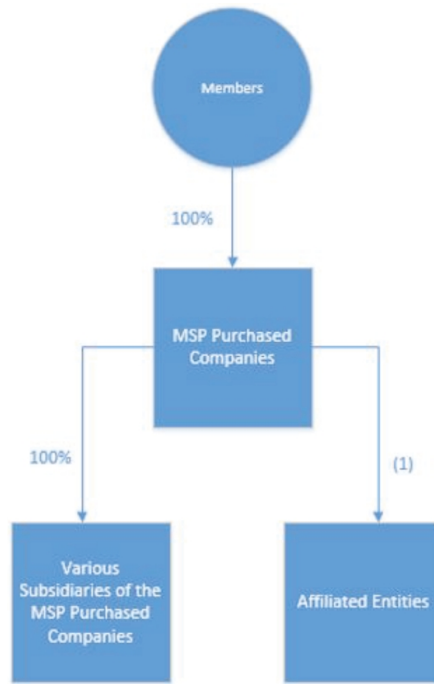 Members
100%
MSP Purchased
Companies
100%
(1)
Various
Subsidiaries of the
MSP Purchased
Companies
Affiliated Entities